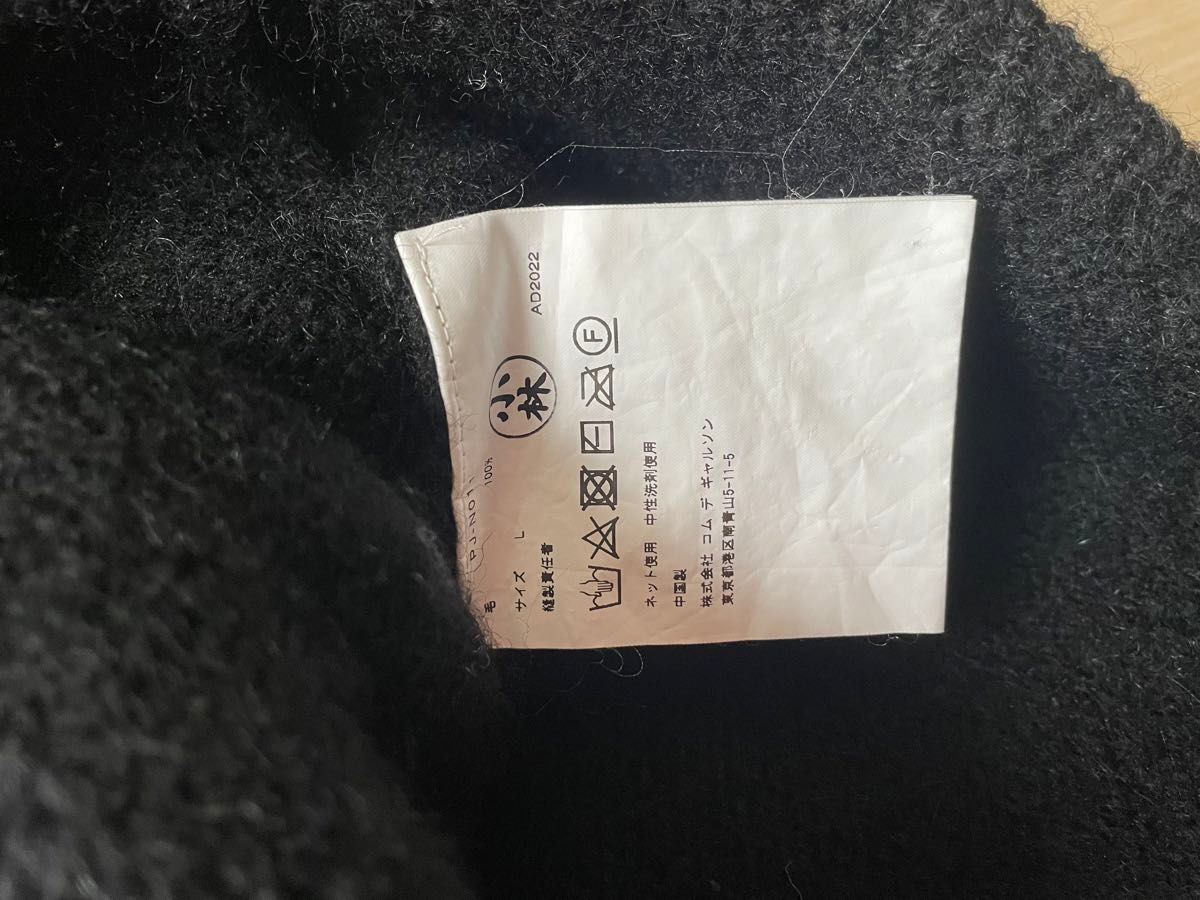 PJ-N01
毛 100%
サイズ L
縫製責任者 小林 AD2022
F
ネット使用 中性洗剤使用
中国製
株式会社 コム デ ギャルソン
東京都港区南青山5-11-5